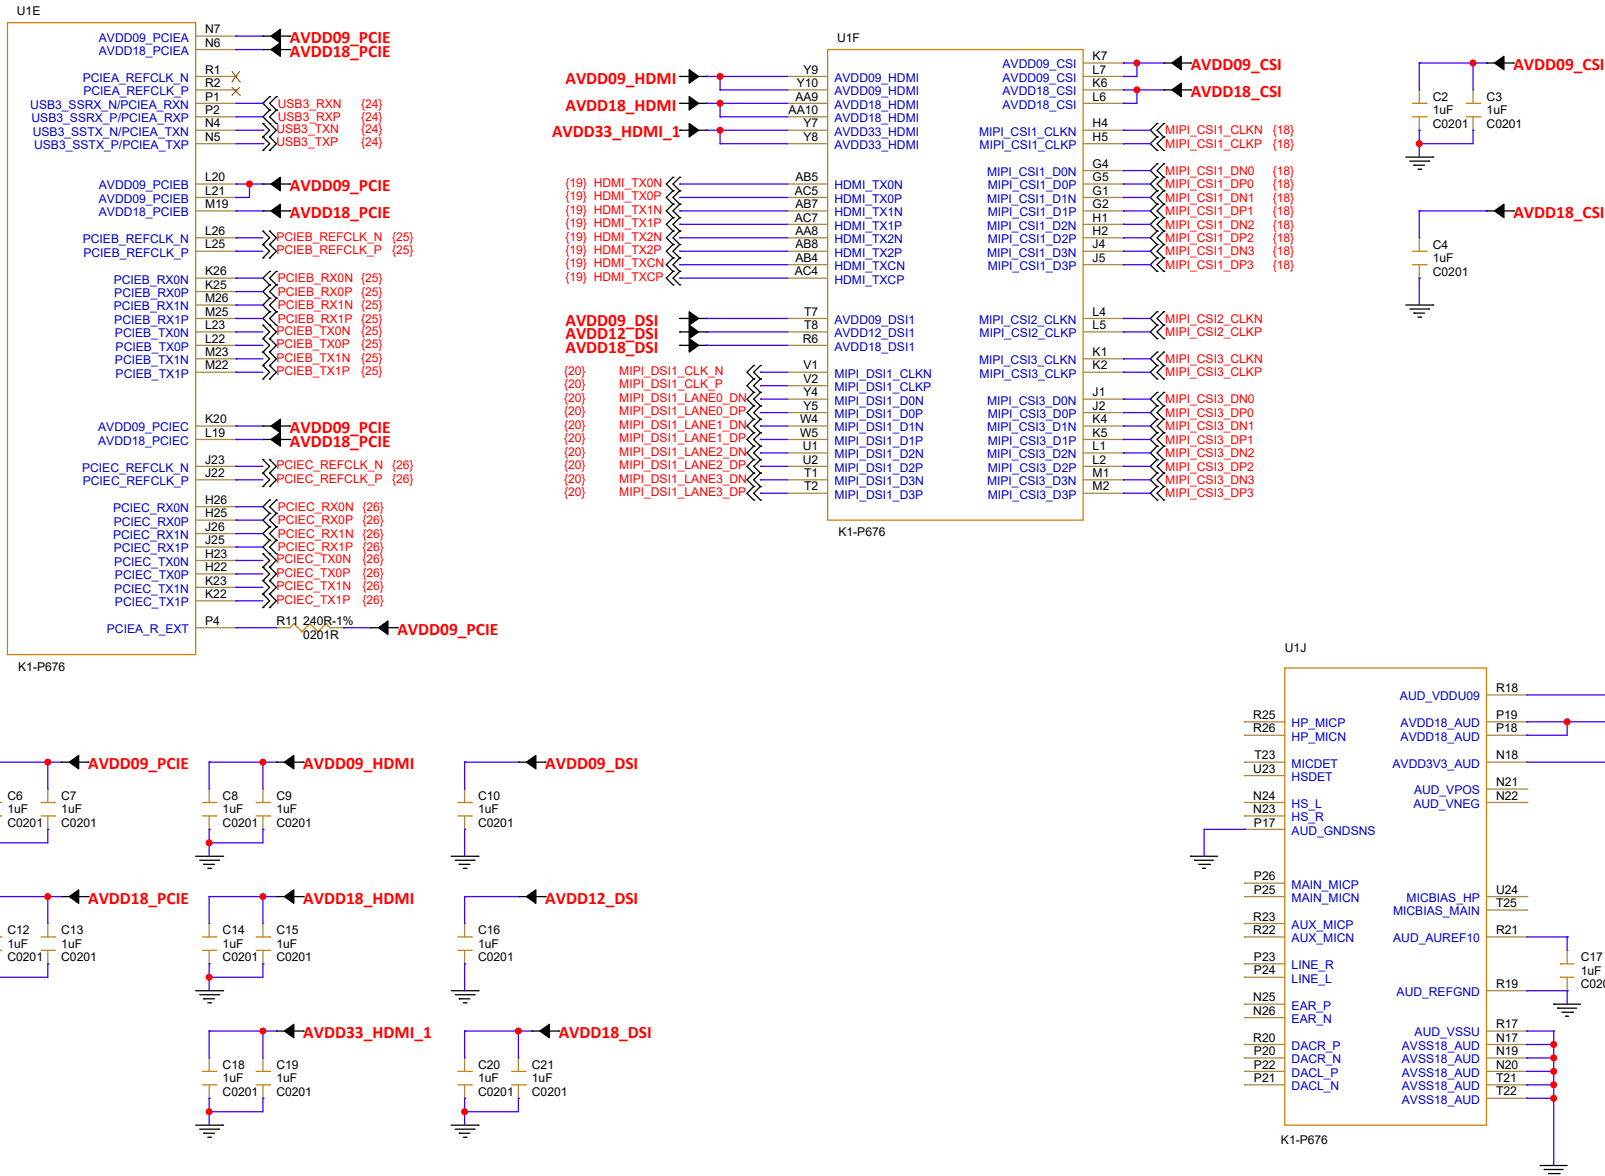 U1E
AVDD09_PCIEA N7 AVDD09_PCIE
AVDD18_PCIEA N6 AVDD18_PCIE
PCIEA_REFCLK_N R1
PCIEA_REFCLK_P R2
USB3_SSRX_N/PCIEA_RXN P1 USB3_RXN {24}
USB3_SSRX_P/PCIEA_RXP P2 USB3_RXP {24}
USB3_SSTX_N/PCIEA_TXN N4 USB3_TXN {24}
USB3_SSTX_P/PCIEA_TXP N5 USB3_TXP {24}
AVDD09_PCIEB L20 AVDD09_PCIE
AVDD09_PCIEB L21
AVDD18_PCIEB M19 AVDD18_PCIE
PCIEB_REFCLK_N L26 PCIEB_REFCLK_N {25}
PCIEB_REFCLK_P L25 PCIEB_REFCLK_P {25}
PCIEB_RX0N K26 PCIEB_RX0N {25}
PCIEB_RX0P K25 PCIEB_RX0P {25}
PCIEB_RX1N M26 PCIEB_RX1N {25}
PCIEB_RX1P M25 PCIEB_RX1P {25}
PCIEB_TX0N L23 PCIEB_TX0N {25}
PCIEB_TX0P L22 PCIEB_TX0P {25}
PCIEB_TX1N M23 PCIEB_TX1N {25}
PCIEB_TX1P M22 PCIEB_TX1P {25}
AVDD09_PCIEC K20 AVDD09_PCIE
AVDD18_PCIEC L19 AVDD18_PCIE
PCIEC_REFCLK_N J23 PCIEC_REFCLK_N {26}
PCIEC_REFCLK_P J22 PCIEC_REFCLK_P {26}
PCIEC_RX0N H26 PCIEC_RX0N {26}
PCIEC_RX0P H25 PCIEC_RX0P {26}
PCIEC_RX1N J26 PCIEC_RX1N {26}
PCIEC_RX1P J25 PCIEC_RX1P {26}
PCIEC_TX0N H23 PCIEC_TX0N {26}
PCIEC_TX0P H22 PCIEC_TX0P {26}
PCIEC_TX1N K23 PCIEC_TX1N {26}
PCIEC_TX1P K22 PCIEC_TX1P {26}
PCIEA_R_EXT P4 R11 240R-1% AVDD09_PCIE
0201R
K1-P676
U1F
AVDD09_HDMI Y9 AVDD09_HDMI
Y10 AVDD09_HDMI
AVDD18_HDMI AA9 AVDD18_HDMI
AA10 AVDD18_HDMI
AVDD33_HDMI_1 Y7 AVDD33_HDMI
Y8 AVDD33_HDMI
{19} HDMI_TX0N AB5 HDMI_TX0N
{19} HDMI_TX0P AC5 HDMI_TX0P
{19} HDMI_TX1N AB7 HDMI_TX1N
{19} HDMI_TX1P AC7 HDMI_TX1P
{19} HDMI_TX2N AA8 HDMI_TX2N
{19} HDMI_TX2P AB8 HDMI_TX2P
{19} HDMI_TXCN AB4 HDMI_TXCN
{19} HDMI_TXCP AC4 HDMI_TXCP
AVDD09_DSI T7 AVDD09_DSI1
AVDD12_DSI T8 AVDD12_DSI1
AVDD18_DSI R6 AVDD18_DSI1
{20} MIPI_DSI1_CLK_N V1 MIPI_DSI1_CLKN
{20} MIPI_DSI1_CLK_P V2 MIPI_DSI1_CLKP
{20} MIPI_DSI1_LANE0_DN Y4 MIPI_DSI1_D0N
{20} MIPI_DSI1_LANE0_DP Y5 MIPI_DSI1_D0P
{20} MIPI_DSI1_LANE1_DN W4 MIPI_DSI1_D1N
{20} MIPI_DSI1_LANE1_DP W5 MIPI_DSI1_D1P
{20} MIPI_DSI1_LANE2_DN U1 MIPI_DSI1_D2N
{20} MIPI_DSI1_LANE2_DP U2 MIPI_DSI1_D2P
{20} MIPI_DSI1_LANE3_DN T1 MIPI_DSI1_D3N
{20} MIPI_DSI1_LANE3_DP T2 MIPI_DSI1_D3P
AVDD09_CSI K7 AVDD09_CSI
AVDD09_CSI L7
AVDD18_CSI K6 AVDD18_CSI
AVDD18_CSI L6
MIPI_CSI1_CLKN H4 MIPI_CSI1_CLKN {18}
MIPI_CSI1_CLKP H5 MIPI_CSI1_CLKP {18}
MIPI_CSI1_D0N G4 MIPI_CSI1_DN0 {18}
MIPI_CSI1_D0P G5 MIPI_CSI1_DP0 {18}
MIPI_CSI1_D1N G1 MIPI_CSI1_DN1 {18}
MIPI_CSI1_D1P G2 MIPI_CSI1_DP1 {18}
MIPI_CSI1_D2N H1 MIPI_CSI1_DN2 {18}
MIPI_CSI1_D2P H2 MIPI_CSI1_DP2 {18}
MIPI_CSI1_D3N J4 MIPI_CSI1_DN3 {18}
MIPI_CSI1_D3P J5 MIPI_CSI1_DP3 {18}
MIPI_CSI2_CLKN L4 MIPI_CSI2_CLKN
MIPI_CSI2_CLKP L5 MIPI_CSI2_CLKP
MIPI_CSI3_CLKN K1 MIPI_CSI3_CLKN
MIPI_CSI3_CLKP K2 MIPI_CSI3_CLKP
MIPI_CSI3_D0N J1 MIPI_CSI3_DN0
MIPI_CSI3_D0P J2 MIPI_CSI3_DP0
MIPI_CSI3_D1N K4 MIPI_CSI3_DN1
MIPI_CSI3_D1P K5 MIPI_CSI3_DP1
MIPI_CSI3_D2N L1 MIPI_CSI3_DN2
MIPI_CSI3_D2P L2 MIPI_CSI3_DP2
MIPI_CSI3_D3N M1 MIPI_CSI3_DN3
MIPI_CSI3_D3P M2 MIPI_CSI3_DP3
K1-P676
AVDD09_CSI
C2 C3
1uF 1uF
C0201 C0201
AVDD18_CSI
C4
1uF
C0201
AVDD09_PCIE AVDD09_HDMI AVDD09_DSI
C6 C7 C8 C9 C10
1uF 1uF 1uF 1uF 1uF
C0201 C0201 C0201 C0201 C0201
AVDD18_PCIE AVDD18_HDMI AVDD12_DSI
C12 C13 C14 C15 C16
1uF 1uF 1uF 1uF 1uF
C0201 C0201 C0201 C0201 C0201
AVDD33_HDMI_1 AVDD18_DSI
C18 C19 C20 C21
1uF 1uF 1uF 1uF
C0201 C0201 C0201 C0201
U1J
R25 HP_MICP
R26 HP_MICN
T23 MICDET
U23 HSDET
N24 HS_L
N23 HS_R
P17 AUD_GNDSNS
P26 MAIN_MICP
P25 MAIN_MICN
R23 AUX_MICP
R22 AUX_MICN
P23 LINE_R
P24 LINE_L
N25 EAR_P
N26 EAR_N
R20 DACR_P
P20 DACR_N
P22 DACL_P
P21 DACL_N
AUD_VDDU09 R18
AVDD18_AUD P19
AVDD18_AUD P18
AVDD3V3_AUD N18
AUD_VPOS N21
AUD_VNEG N22
MICBIAS_HP U24
MICBIAS_MAIN T25
AUD_AUREF10 R21
C17
1uF
C020
AUD_REFGND R19
AUD_VSSU R17
AVSS18_AUD N17
AVSS18_AUD N19
AVSS18_AUD N20
AVSS18_AUD T21
AVSS18_AUD T22
K1-P676